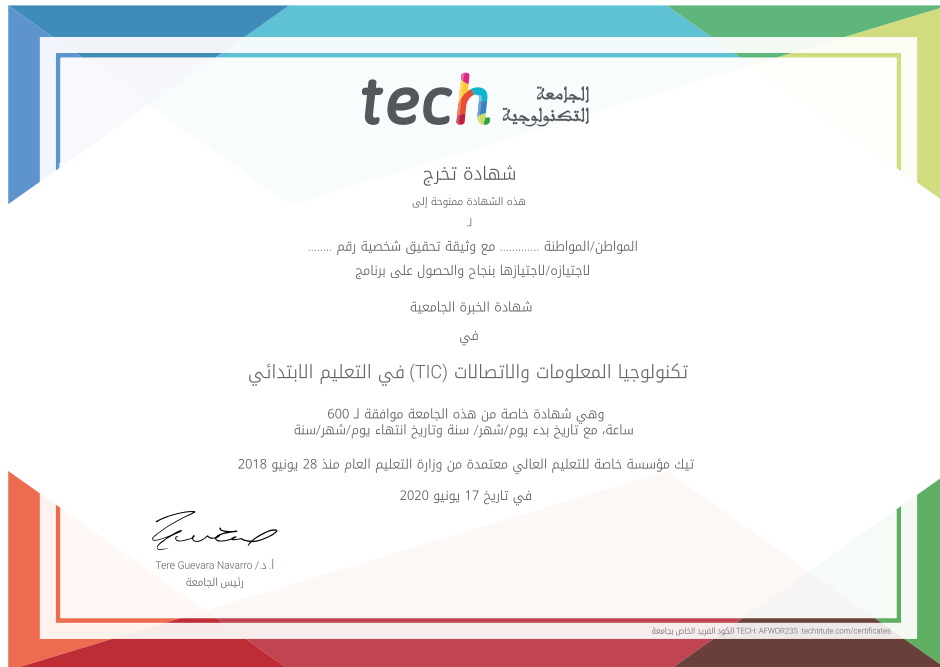 tech الجامعة
التكنولوجية
شهادة تخرج
هذه الشهادة ممنوحة إلى
لـ
المواطن/المواطنة ............ مع وثيقة تحقيق شخصية رقم ........
لاجتيازه/لاجتيازها بنجاح والحصول على برنامج
شهادة الخبرة الجامعية
في
تكنولوجيا المعلومات والاتصالات (TIC) في التعليم الابتدائي
وهي شهادة خاصة من هذه الجامعة موافقة لـ 600
ساعة، مع تاريخ بدء يوم/شهر/ سنة وتاريخ انتهاء يوم/شهر/سنة
تيك مؤسسة خاصة للتعليم العالي معتمدة من وزارة التعليم العام منذ 28 يونيو 2018
في تاريخ 17 يونيو 2020
أ. د./ Tere Guevara Navarro
رئيس الجامعة
الكود الفريد الخاص بجامعة TECH: AFWOR23S techtitute.com/certificates